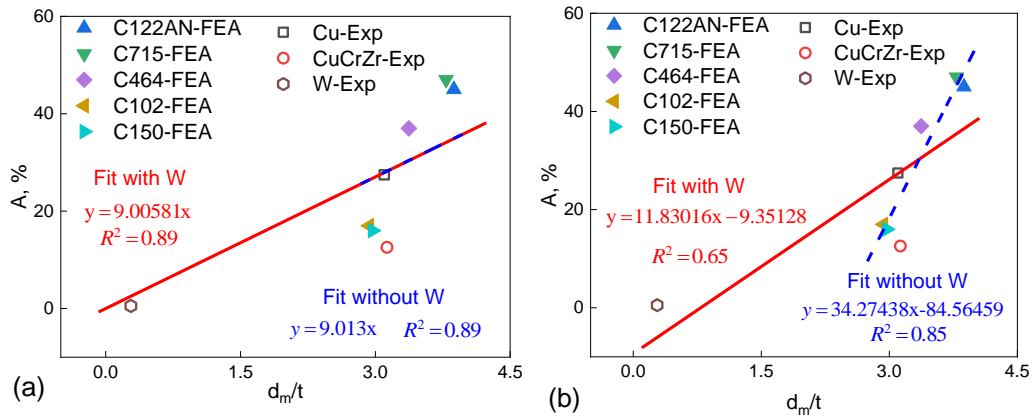 60
C122AN-FEA
C715-FEA
C464-FEA
C102-FEA
C150-FEA
Cu-Exp
CuCrZr-Exp
W-Exp
40
20
0
A, %
Fit with W
y=9.00581x
R²=0.89
Fit without W
y=9.013x R²=0.89
0.0 1.5 3.0 4.5
dₘ/t
(a)
60
C122AN-FEA
C715-FEA
C464-FEA
C102-FEA
C150-FEA
Cu-Exp
CuCrZr-Exp
W-Exp
40
20
0
A, %
Fit with W
y=11.83016x−9.35128
R²=0.65
Fit without W
y=34.27438x-84.56459
R²=0.85
0.0 1.5 3.0 4.5
dₘ/t
(b)